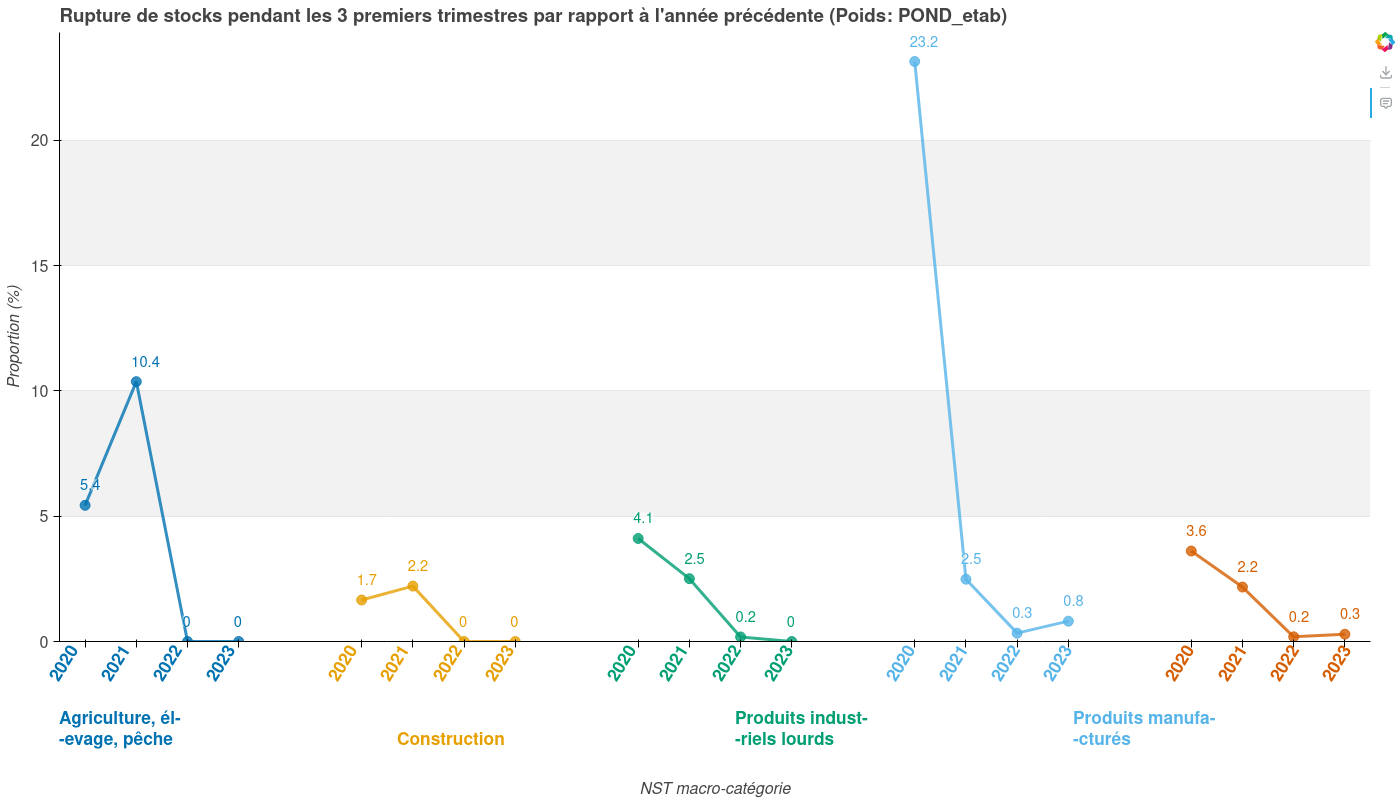 Rupture de stocks pendant les 3 premiers trimestres par rapport à l'année précédente (Poids: POND_etab)
Proportion (%)
20
15
10
5
0
5.4
10.4
0
0
1.7
2.2
0
0
4.1
2.5
0.2
0
23.2
2.5
0.3
0.8
3.6
2.2
0.2
0.3
2020 2021 2022 2023
2020 2021 2022 2023
2020 2021 2022 2023
2020 2021 2022 2023
2020 2021 2022 2023
Agriculture, él-
-evage, pêche
Construction
Produits indust-
-riels lourds
Produits manufa-
-cturés
NST macro-catégorie